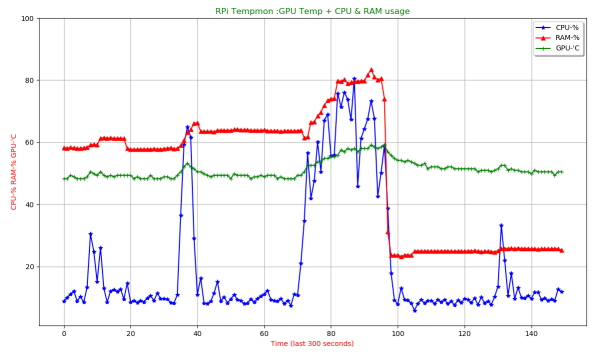 RPi Tempmon :GPU Temp + CPU & RAM usage
100
80
60
40
20
CPU-% RAM-% GPU-'C
CPU-%
RAM-%
GPU-'C
0 20 40 60 80 100 120 140
Time (last 300 seconds)